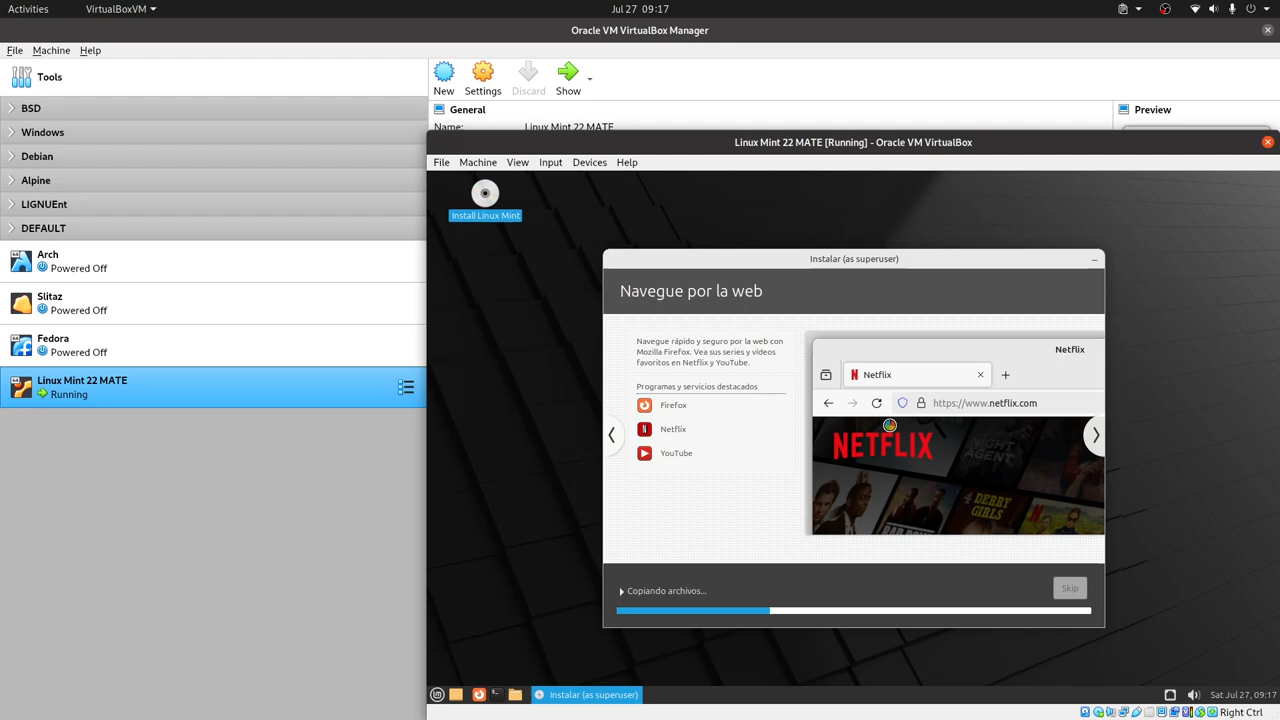 Activities
VirtualBoxVM
Jul 27 09:17
Oracle VM VirtualBox Manager
File Machine Help
Tools
BSD
Windows
Debian
Alpine
LIGNUEnt
DEFAULT
Arch
Powered Off
Slitaz
Powered Off
Fedora
Powered Off
Linux Mint 22 MATE
Running
New Settings Discard Show
General
Preview
Name: Linux Mint 22 MATE
Linux Mint 22 MATE [Running] - Oracle VM VirtualBox
File Machine View Input Devices Help
Install Linux Mint
Instalar (as superuser)
Navegue por la web
Navegue rápido y seguro por la web con
Mozilla Firefox. Vea sus series y vídeos
favoritos en Netflix y YouTube.
Programas y servicios destacados
Firefox
Netflix
YouTube
Netflix
Netflix
https://www.netflix.com
NETFLIX
NIGHT
AGENT
DERRY
GIRLS
Copiando archivos...
Skip
Instalar (as superuser)
Sat Jul 27, 09:17
Right Ctrl